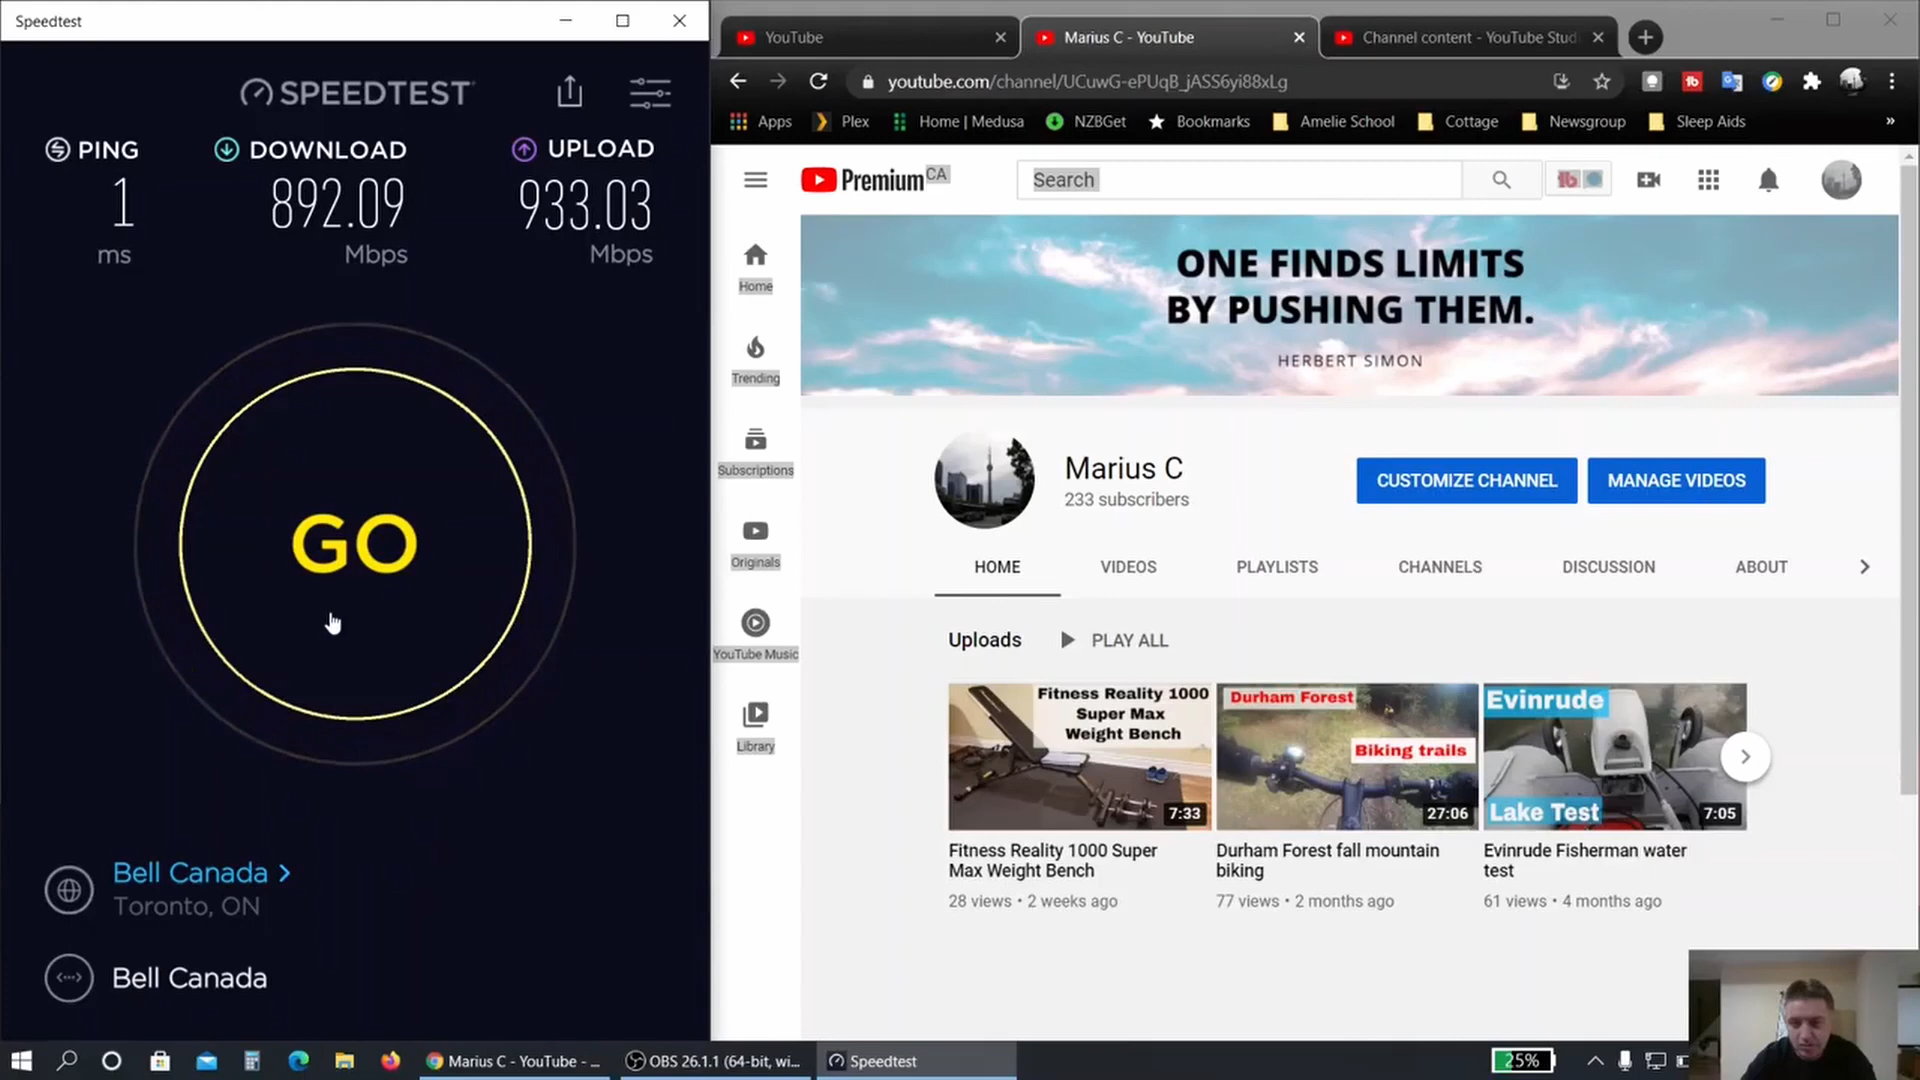 Speedtest
SPEEDTEST
PING
DOWNLOAD
UPLOAD
1
892.09
933.03
ms
Mbps
Mbps
GO
Bell Canada
Toronto, ON
Bell Canada
YouTube
Marius C - YouTube
Channel content - YouTube Stud
youtube.com/channel/UCuwG-ePUqB_jASS6yi88xLg
Apps
Plex
Home | Medusa
NZBGet
Bookmarks
Amelie School
Cottage
Newsgroup
Sleep Aids
»
Premium CA
Search
Home
Trending
Subscriptions
Originals
YouTube Music
Library
ONE FINDS LIMITS
BY PUSHING THEM.
HERBERT SIMON
Marius C
233 subscribers
CUSTOMIZE CHANNEL
MANAGE VIDEOS
HOME
VIDEOS
PLAYLISTS
CHANNELS
DISCUSSION
ABOUT
Uploads
PLAY ALL
Fitness Reality 1000
Super Max
Weight Bench
7:33
Durham Forest
Biking trails
27:06
Evinrude
Lake Test
7:05
Fitness Reality 1000 Super
Max Weight Bench
28 views • 2 weeks ago
Durham Forest fall mountain
biking
77 views • 2 months ago
Evinrude Fisherman water
test
61 views • 4 months ago
Marius C - YouTube - ...
OBS 26.1.1 (64-bit, wi...
Speedtest
25%